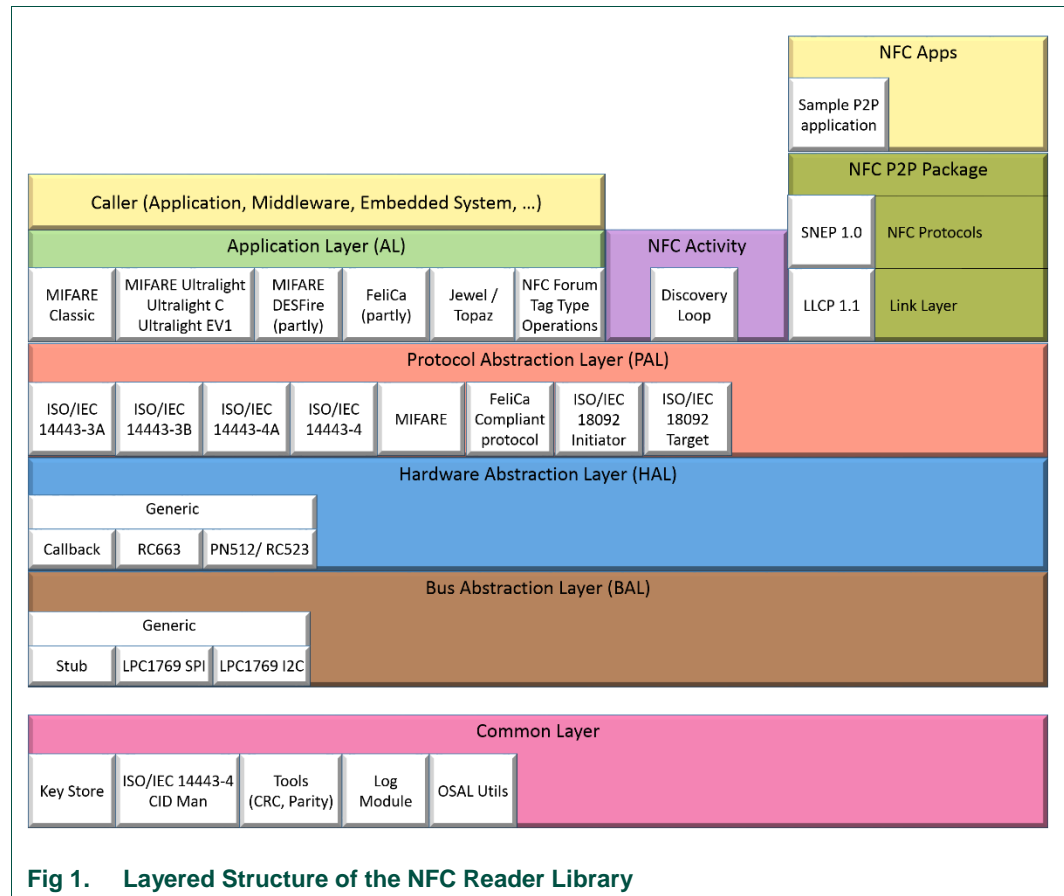 NFC Apps
Sample P2P
application
NFC P2P Package
SNEP 1.0
NFC Protocols
LLCP 1.1
Link Layer
Caller (Application, Middleware, Embedded System, ...)
Application Layer (AL)
MIFARE
Classic
MIFARE Ultralight
Ultralight C
Ultralight EV1
MIFARE
DESFire
(partly)
FeliCa
(partly)
Jewel /
Topaz
NFC Forum
Tag Type
Operations
NFC Activity
Discovery
Loop
Protocol Abstraction Layer (PAL)
ISO/IEC
14443-3A
ISO/IEC
14443-3B
ISO/IEC
14443-4A
ISO/IEC
14443-4
MIFARE
FeliCa
Compliant
protocol
ISO/IEC
18092
Initiator
ISO/IEC
18092
Target
Hardware Abstraction Layer (HAL)
Generic
Callback
RC663
PN512/ RC523
Bus Abstraction Layer (BAL)
Generic
Stub
LPC1769 SPI
LPC1769 I2C
Common Layer
Key Store
ISO/IEC 14443-4
CID Man
Tools
(CRC, Parity)
Log
Module
OSAL Utils
Fig 1. Layered Structure of the NFC Reader Library